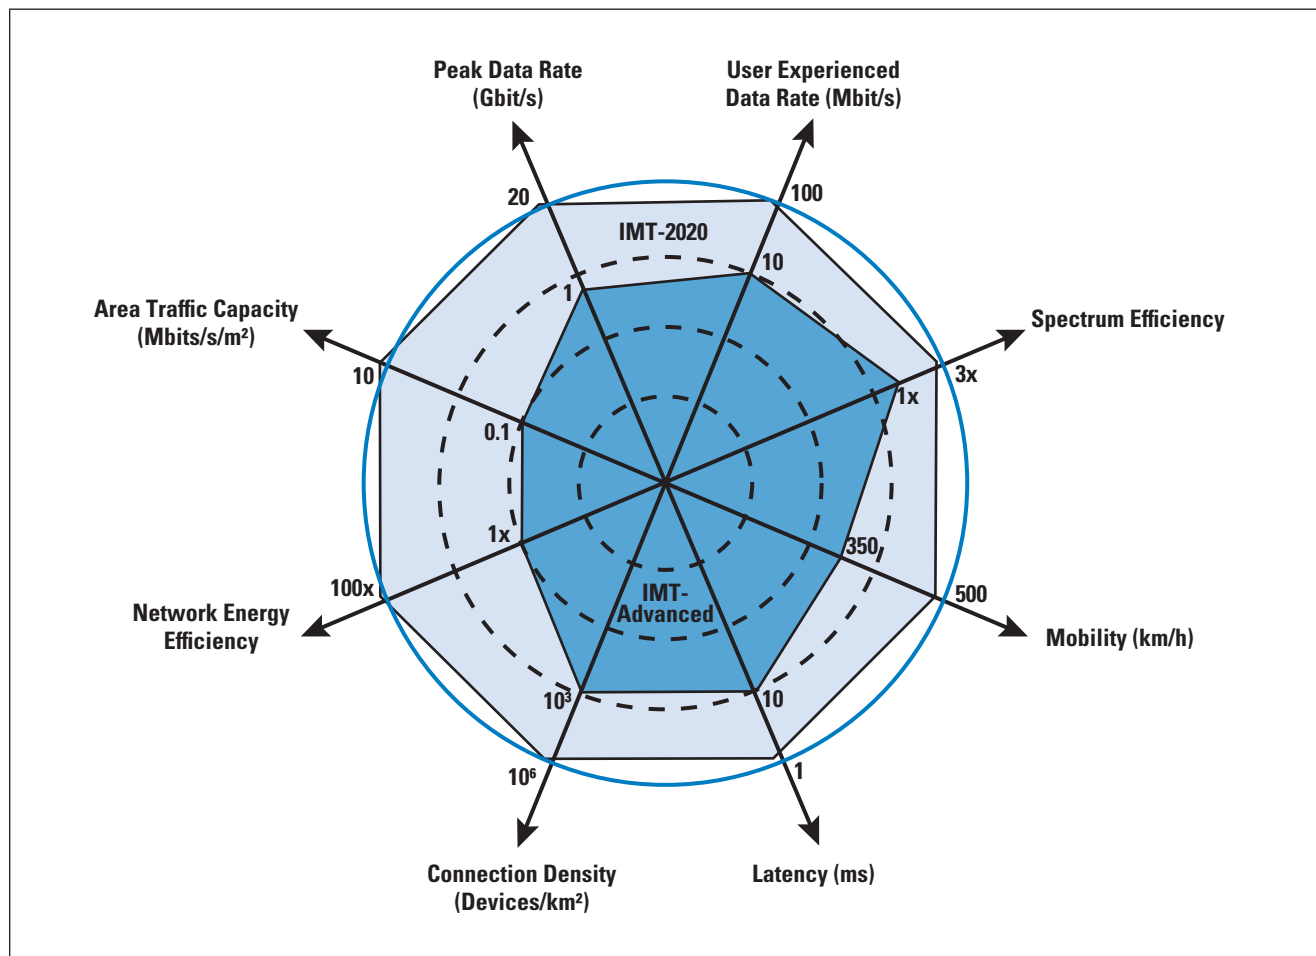 Peak Data Rate
(Gbit/s)
User Experienced
Data Rate (Mbit/s)
20
100
IMT-2020
10
1
Area Traffic Capacity
(Mbits/s/m²)
Spectrum Efficiency
10
3x
1x
0.1
1x
350
100x
500
IMT-
Advanced
Network Energy
Efficiency
Mobility (km/h)
10³
10
10⁶
1
Connection Density
(Devices/km²)
Latency (ms)